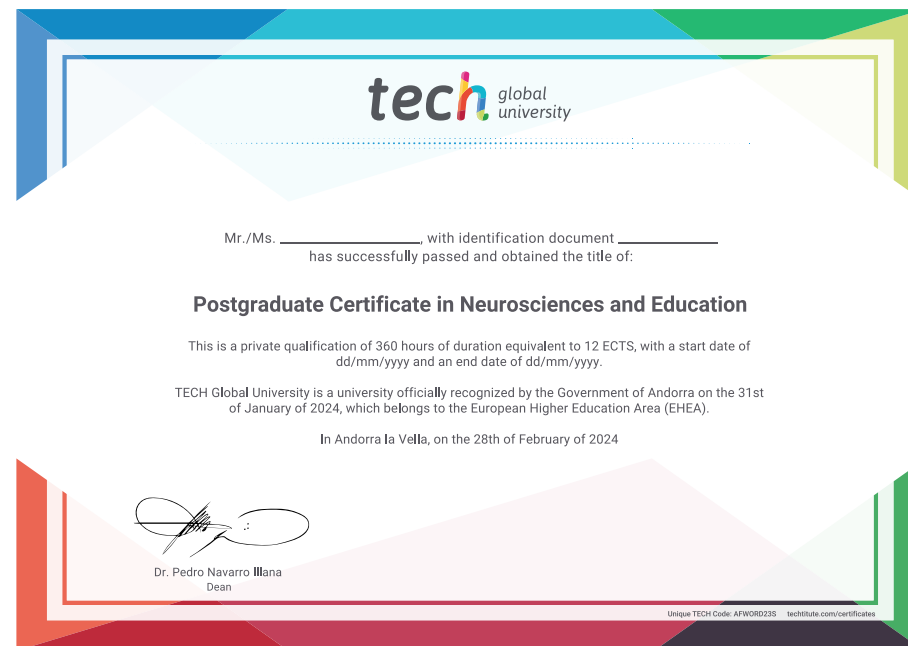 tech global university
Mr./Ms. ____________________, with identification document ______________
has successfully passed and obtained the title of:
Postgraduate Certificate in Neurosciences and Education
This is a private qualification of 360 hours of duration equivalent to 12 ECTS, with a start date of
dd/mm/yyyy and an end date of dd/mm/yyyy.
TECH Global University is a university officially recognized by the Government of Andorra on the 31st
of January of 2024, which belongs to the European Higher Education Area (EHEA).
In Andorra la Vella, on the 28th of February of 2024
Dr. Pedro Navarro Illana
Dean
Unique TECH Code: AFWORD23S techtitute.com/certificates